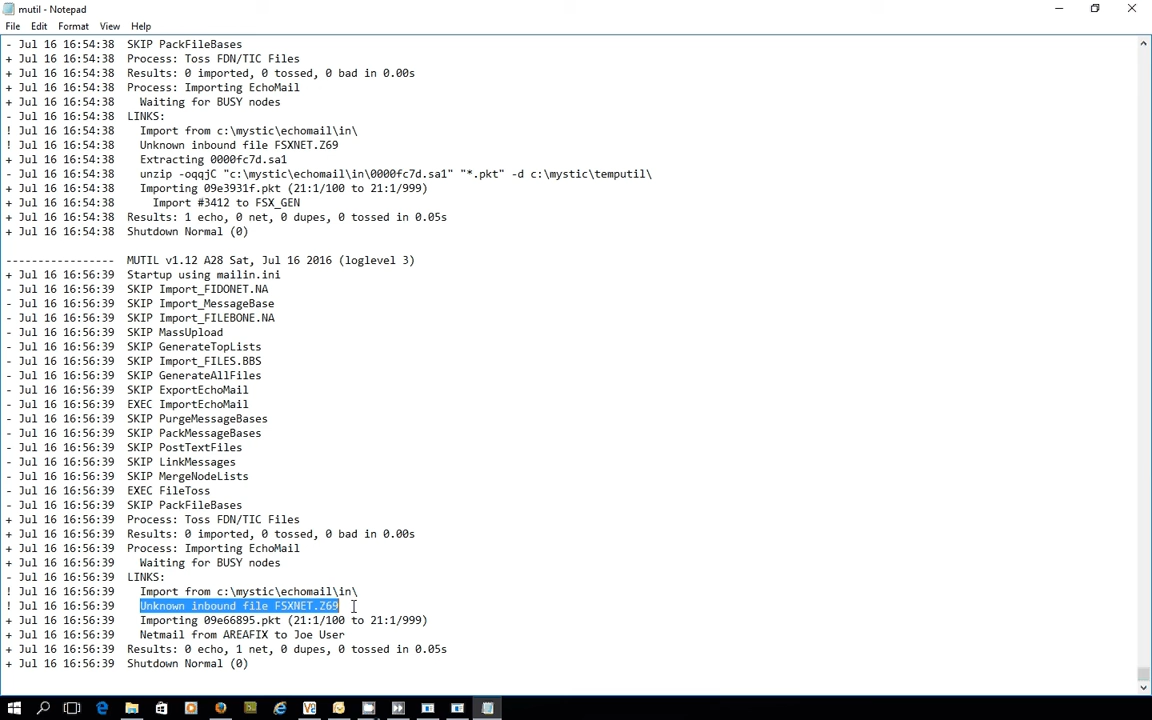 mutil - Notepad
File Edit Format View Help
- Jul 16 16:54:38 SKIP PackFileBases
+ Jul 16 16:54:38 Process: Toss FDN/TIC Files
+ Jul 16 16:54:38 Results: 0 imported, 0 tossed, 0 bad in 0.00s
+ Jul 16 16:54:38 Process: Importing EchoMail
+ Jul 16 16:54:38 Waiting for BUSY nodes
- Jul 16 16:54:38 LINKS:
! Jul 16 16:54:38 Import from c:\mystic\echomail\in\
! Jul 16 16:54:38 Unknown inbound file FSXNET.Z69
+ Jul 16 16:54:38 Extracting 0000fc7d.sa1
- Jul 16 16:54:38 unzip -oqqjC "c:\mystic\echomail\in\0000fc7d.sa1" "*.pkt" -d c:\mystic\temputil\
+ Jul 16 16:54:38 Importing 09e3931f.pkt (21:1/100 to 21:1/999)
+ Jul 16 16:54:38 Import #3412 to FSX_GEN
+ Jul 16 16:54:38 Results: 1 echo, 0 net, 0 dupes, 0 tossed in 0.05s
+ Jul 16 16:54:38 Shutdown Normal (0)
----------------- MUTIL v1.12 A28 Sat, Jul 16 2016 (loglevel 3)
+ Jul 16 16:56:39 Startup using mailin.ini
- Jul 16 16:56:39 SKIP Import_FIDONET.NA
- Jul 16 16:56:39 SKIP Import_MessageBase
- Jul 16 16:56:39 SKIP Import_FILEBONE.NA
- Jul 16 16:56:39 SKIP MassUpload
- Jul 16 16:56:39 SKIP GenerateTopLists
- Jul 16 16:56:39 SKIP Import_FILES.BBS
- Jul 16 16:56:39 SKIP GenerateAllFiles
- Jul 16 16:56:39 SKIP ExportEchoMail
- Jul 16 16:56:39 EXEC ImportEchoMail
- Jul 16 16:56:39 SKIP PurgeMessageBases
- Jul 16 16:56:39 SKIP PackMessageBases
- Jul 16 16:56:39 SKIP PostTextFiles
- Jul 16 16:56:39 SKIP LinkMessages
- Jul 16 16:56:39 SKIP MergeNodeLists
- Jul 16 16:56:39 EXEC FileToss
- Jul 16 16:56:39 SKIP PackFileBases
+ Jul 16 16:56:39 Process: Toss FDN/TIC Files
+ Jul 16 16:56:39 Results: 0 imported, 0 tossed, 0 bad in 0.00s
+ Jul 16 16:56:39 Process: Importing EchoMail
+ Jul 16 16:56:39 Waiting for BUSY nodes
- Jul 16 16:56:39 LINKS:
! Jul 16 16:56:39 Import from c:\mystic\echomail\in\
! Jul 16 16:56:39 Unknown inbound file FSXNET.Z69
+ Jul 16 16:56:39 Importing 09e66895.pkt (21:1/100 to 21:1/999)
+ Jul 16 16:56:39 Netmail from AREAFIX to Joe User
+ Jul 16 16:56:39 Results: 0 echo, 1 net, 0 dupes, 0 tossed in 0.05s
+ Jul 16 16:56:39 Shutdown Normal (0)